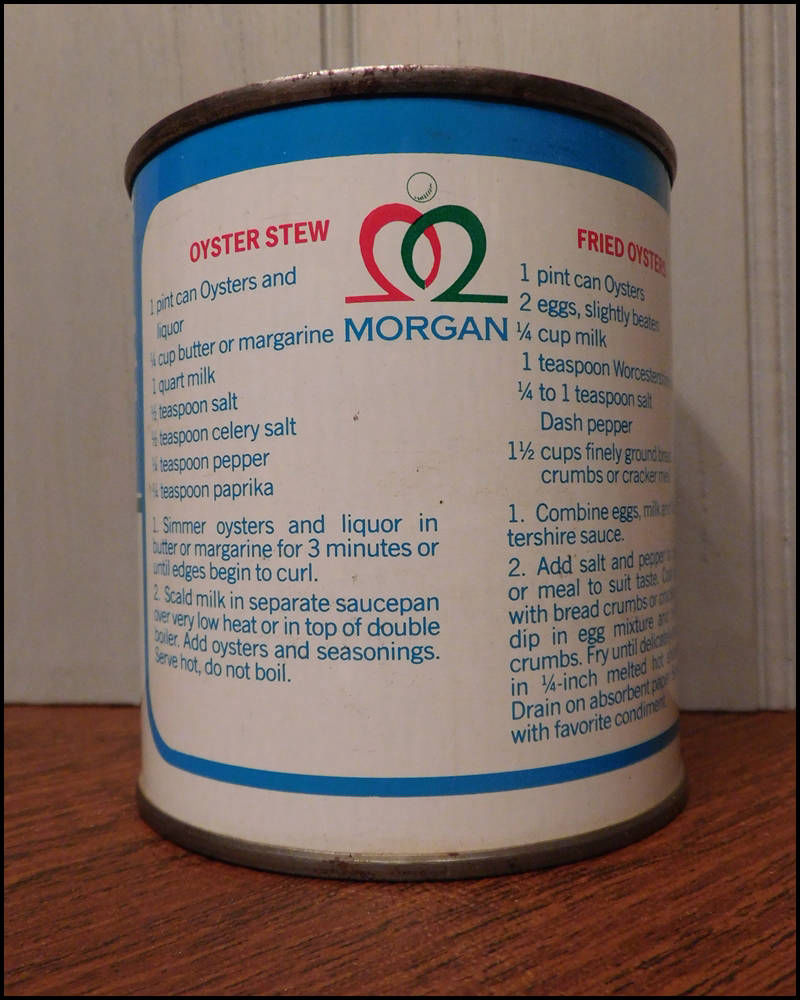 OYSTER STEW
1 pint can Oysters and
liquor
¼ cup butter or margarine
1 quart milk
½ teaspoon salt
½ teaspoon celery salt
¼ teaspoon pepper
¼ teaspoon paprika
1. Simmer oysters and liquor in
butter or margarine for 3 minutes or
until edges begin to curl.
2. Scald milk in separate saucepan
over very low heat or in top of double
boiler. Add oysters and seasonings.
Serve hot, do not boil.
MORGAN
FRIED OYSTERS
1 pint can Oysters
2 eggs, slightly beaten
¼ cup milk
1 teaspoon
¼ to 1 teaspoon salt
Dash pepper
1½ cups finely ground
crumbs or cracker
1. Combine eggs, milk
tershire sauce.
2. Add salt and pepper
or meal to suit taste.
with bread crumbs or
dip in egg mixture
crumbs. Fry until
in ¼-inch melted hot
Drain on absorbent
with favorite condiment.